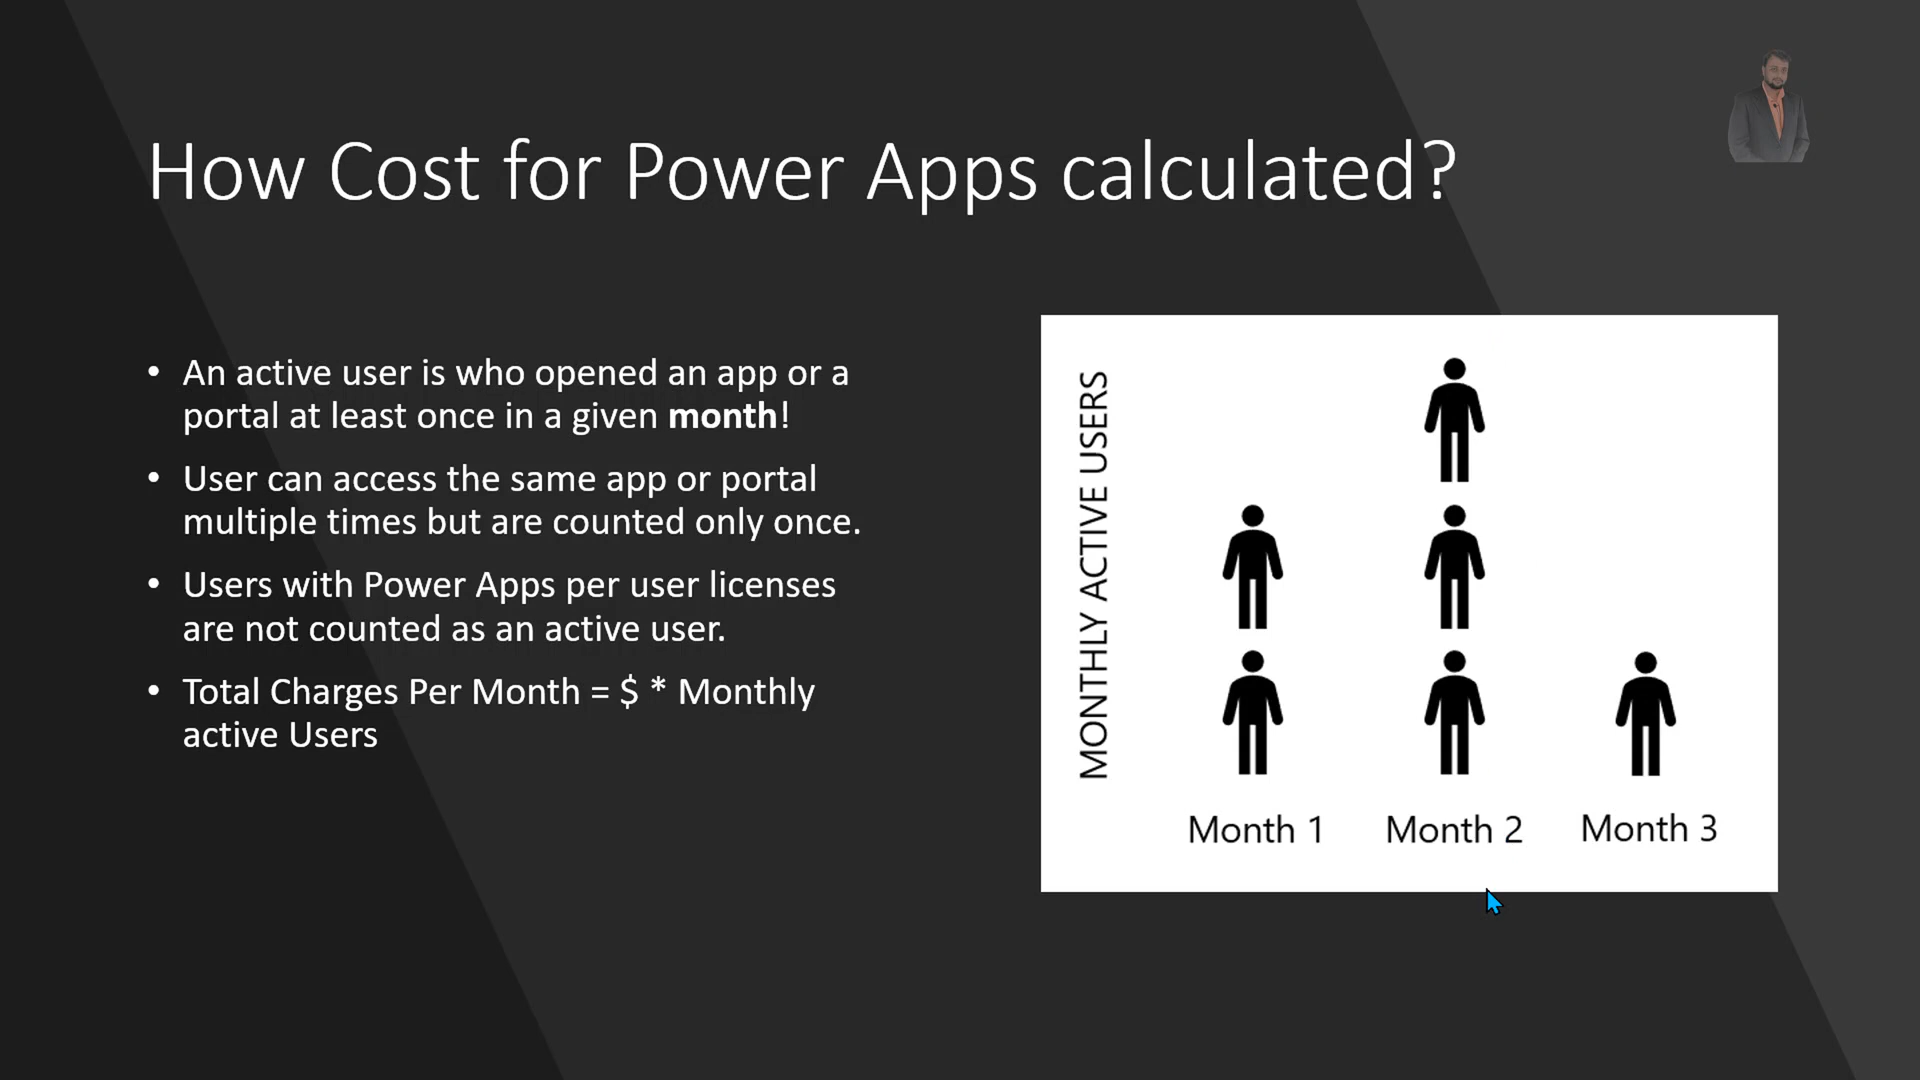 How Cost for Power Apps calculated?
• An active user is who opened an app or a
portal at least once in a given month!
• User can access the same app or portal
multiple times but are counted only once.
• Users with Power Apps per user licenses
are not counted as an active user.
• Total Charges Per Month = $ * Monthly
active Users
MONTHLY ACTIVE USERS
Month 1
Month 2
Month 3